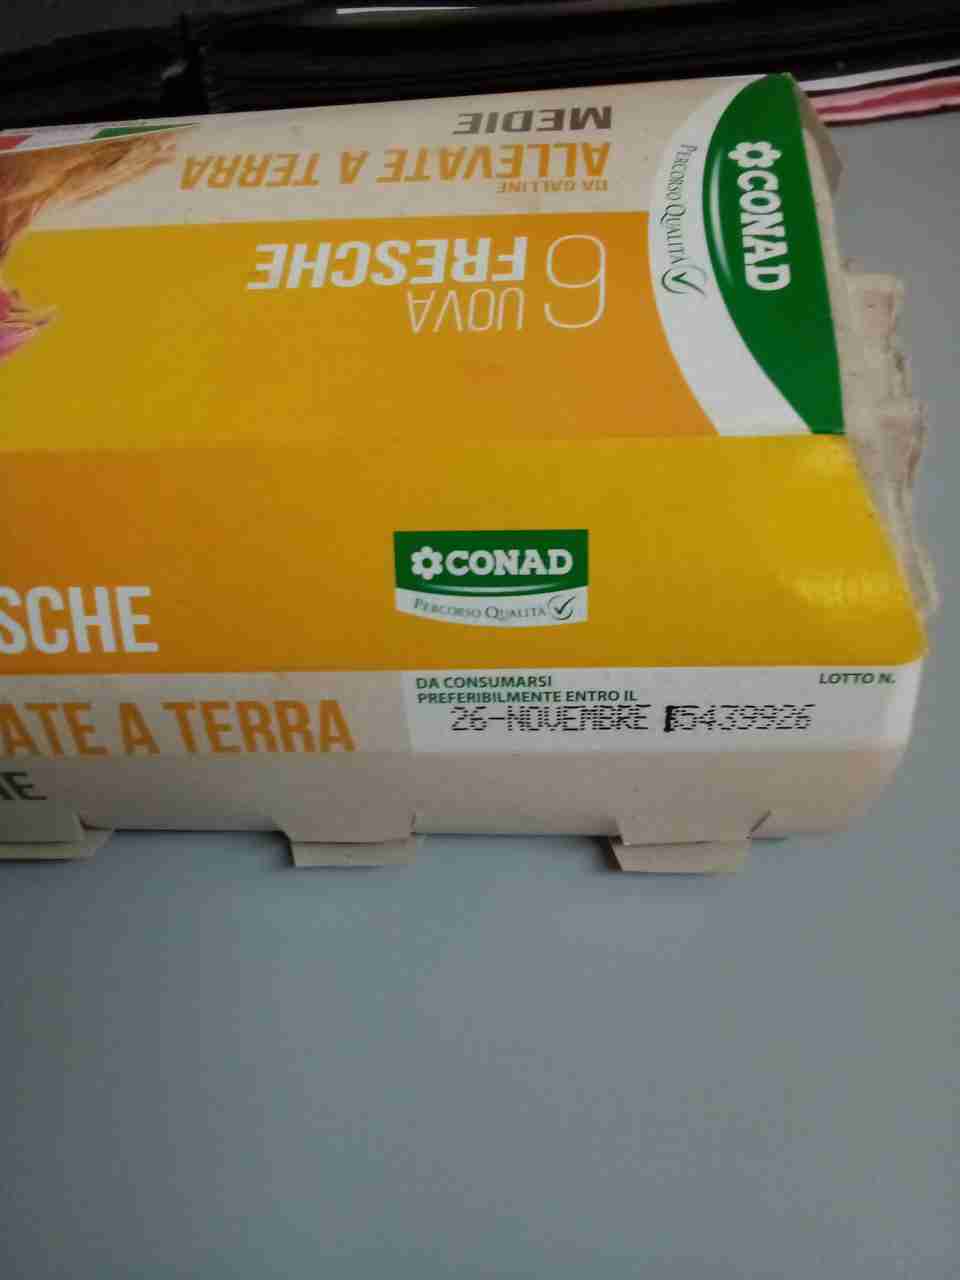 MEDIE
DA GALLINE
ALLEVATE A TERRA
6 UOVA
FRESCHE
CONAD
PERCORSO QUALITÀ
CONAD
PERCORSO QUALITÀ
SCHE
ATE A TERRA
IE
DA CONSUMARSI
PREFERIBILMENTE ENTRO IL
LOTTO N.
26-NOVEMBRE